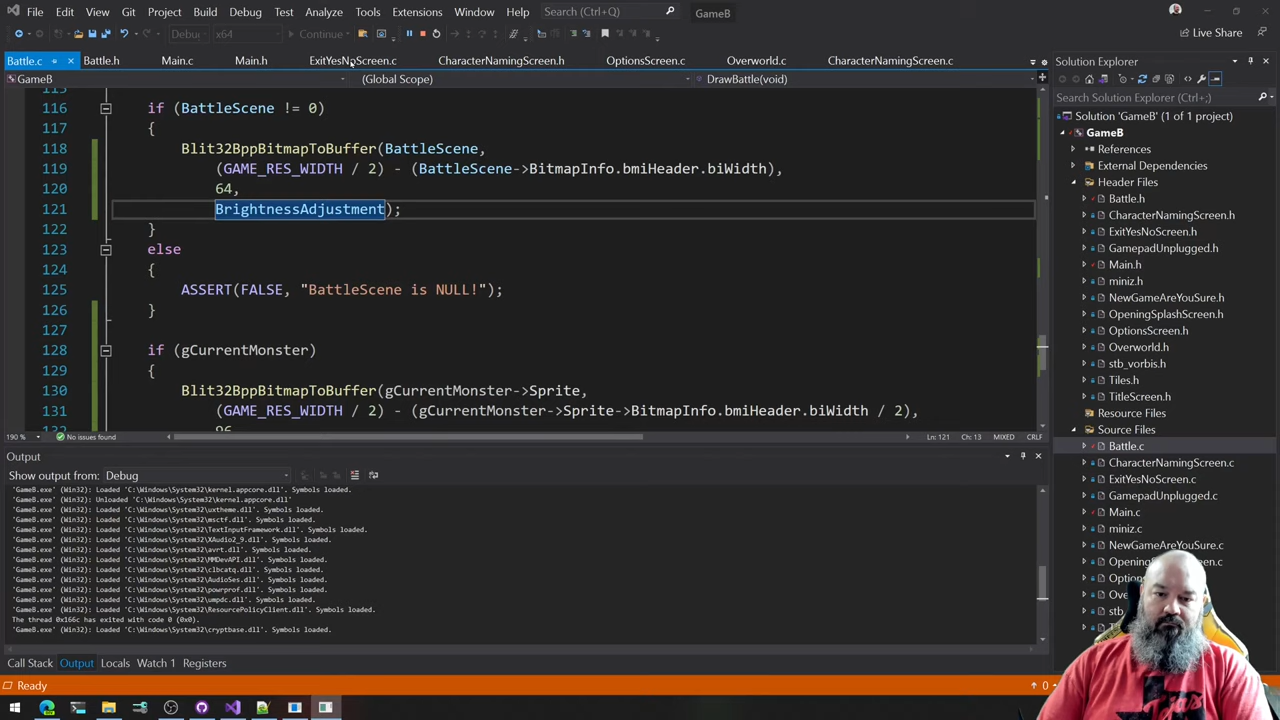 File Edit View Git Project Build Debug Test Analyze Tools Extensions Window Help Search (Ctrl+Q) GameB
Debug x64 Continue Live Share
Battle.c Battle.h Main.c Main.h ExitYesNoScreen.c CharacterNamingScreen.h OptionsScreen.c Overworld.c CharacterNamingScreen.c
GameB (Global Scope) DrawBattle(void)
115
116 if (BattleScene != 0)
117 {
118 Blit32BppBitmapToBuffer(BattleScene,
119 (GAME_RES_WIDTH / 2) - (BattleScene->BitmapInfo.bmiHeader.biWidth),
120 64,
121 BrightnessAdjustment);
122 }
123 else
124 {
125 ASSERT(FALSE, "BattleScene is NULL!");
126 }
127
128 if (gCurrentMonster)
129 {
130 Blit32BppBitmapToBuffer(gCurrentMonster->Sprite,
131 (GAME_RES_WIDTH / 2) - (gCurrentMonster->Sprite->BitmapInfo.bmiHeader.biWidth / 2),
132 96
190 % No issues found Ln: 121 Ch: 13 MIXED CRLF
Output
Show output from: Debug
'GameB.exe' (Win32): Loaded 'C:\Windows\System32\kernel.appcore.dll'. Symbols loaded.
'GameB.exe' (Win32): Unloaded 'C:\Windows\System32\kernel.appcore.dll'
'GameB.exe' (Win32): Loaded 'C:\Windows\System32\uxtheme.dll'. Symbols loaded.
'GameB.exe' (Win32): Loaded 'C:\Windows\System32\msctf.dll'. Symbols loaded.
'GameB.exe' (Win32): Loaded 'C:\Windows\System32\TextInputFramework.dll'. Symbols loaded.
'GameB.exe' (Win32): Loaded 'C:\Windows\System32\XAudio2_9.dll'. Symbols loaded.
'GameB.exe' (Win32): Loaded 'C:\Windows\System32\avrt.dll'. Symbols loaded.
'GameB.exe' (Win32): Loaded 'C:\Windows\System32\MMDevAPI.dll'. Symbols loaded.
'GameB.exe' (Win32): Loaded 'C:\Windows\System32\clbcatq.dll'. Symbols loaded.
'GameB.exe' (Win32): Loaded 'C:\Windows\System32\AudioSes.dll'. Symbols loaded.
'GameB.exe' (Win32): Loaded 'C:\Windows\System32\powrprof.dll'. Symbols loaded.
'GameB.exe' (Win32): Loaded 'C:\Windows\System32\umpdc.dll'. Symbols loaded.
'GameB.exe' (Win32): Loaded 'C:\Windows\System32\ResourcePolicyClient.dll'. Symbols loaded.
The thread 0x166c has exited with code 0 (0x0).
'GameB.exe' (Win32): Loaded 'C:\Windows\System32\cryptbase.dll'. Symbols loaded.
Call Stack Output Locals Watch 1 Registers
Ready 0
Solution Explorer
Search Solution Explorer (Ctrl+;)
Solution 'GameB' (1 of 1 project)
GameB
References
External Dependencies
Header Files
Battle.h
CharacterNamingScreen.h
ExitYesNoScreen.h
GamepadUnplugged.h
Main.h
miniz.h
NewGameAreYouSure.h
OpeningSplashScreen.h
OptionsScreen.h
Overworld.h
stb_vorbis.h
Tiles.h
TitleScreen.h
Resource Files
Source Files
Battle.c
CharacterNamingScreen.c
ExitYesNoScreen.c
GamepadUnplugged.c
Main.c
miniz.c
NewGameAreYouSure.c